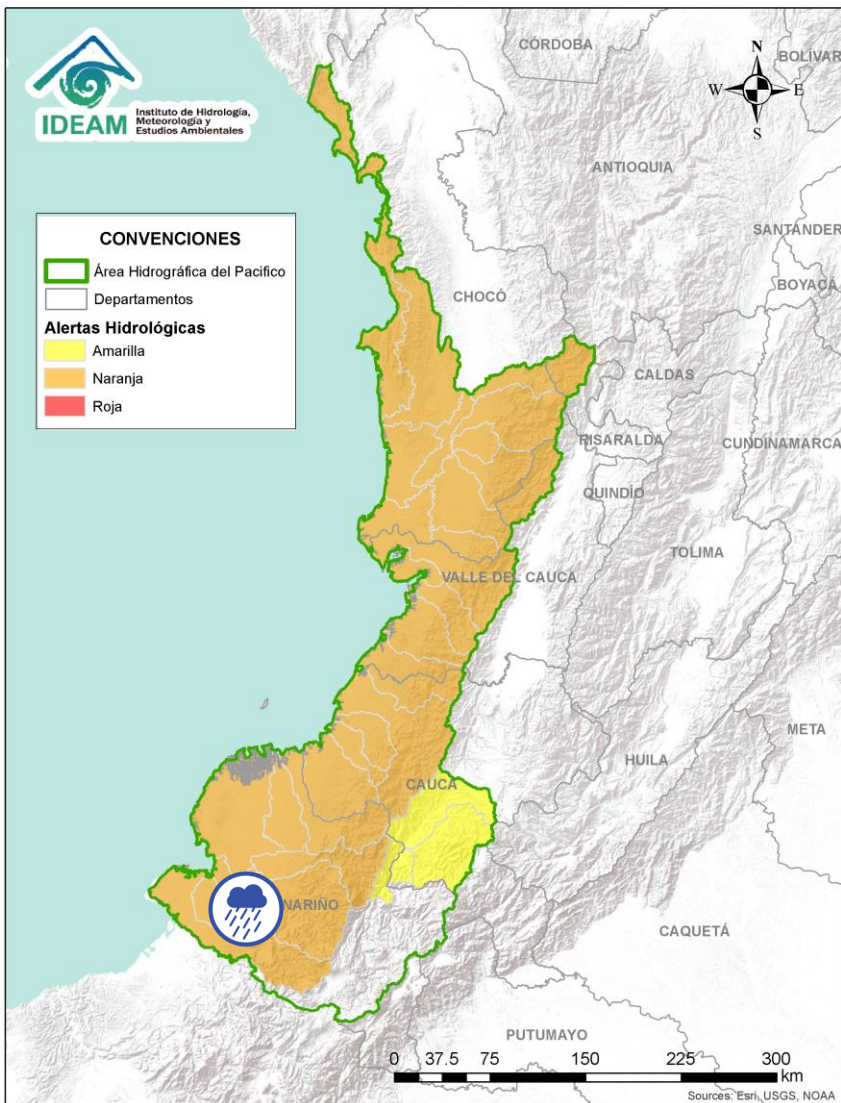 IDEAM
Instituto de Hidrología,
Meteorología y
Estudios Ambientales
N
W
E
S
CONVENCIONES
Área Hidrográfica del Pacifico
Departamentos
Alertas Hidrológicas
Amarilla
Naranja
Roja
CÓRDOBA
BOLÍVAR
ANTIOQUIA
SANTANDER
BOYACÁ
CHOCÓ
CALDAS
RISARALDA
CUNDINAMARCA
QUINDÍO
TOLIMA
VALLE DEL CAUCA
META
HUILA
CAUCA
NARIÑO
CAQUETÁ
PUTUMAYO
0 37.5 75 150 225 300
km
Sources: Esri, USGS, NOAA